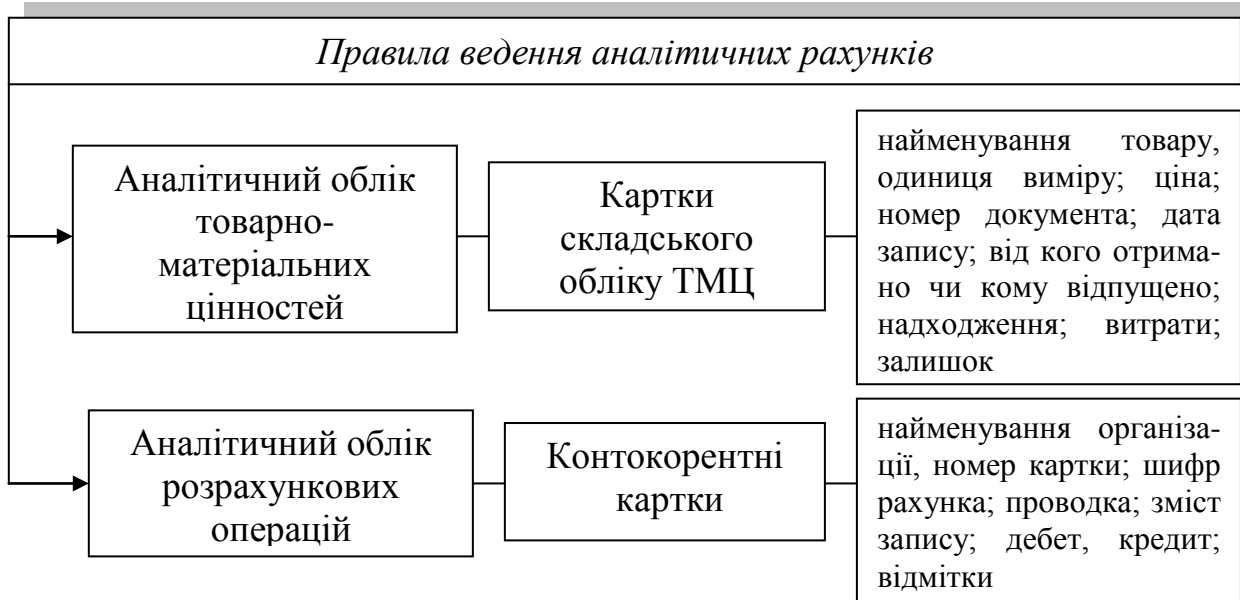 Правила ведення аналітичних рахунків
Аналітичний облік
товарно-
матеріальних
цінностей
Картки
складського
обліку ТМЦ
найменування товару,
одиниця виміру; ціна;
номер документа; дата
запису; від кого отрима-
но чи кому відпущено;
надходження; витрати;
залишок
Аналітичний облік
розрахункових
операцій
Контокорентні
картки
найменування організа-
ції, номер картки; шифр
рахунка; проводка; зміст
запису; дебет, кредит;
відмітки